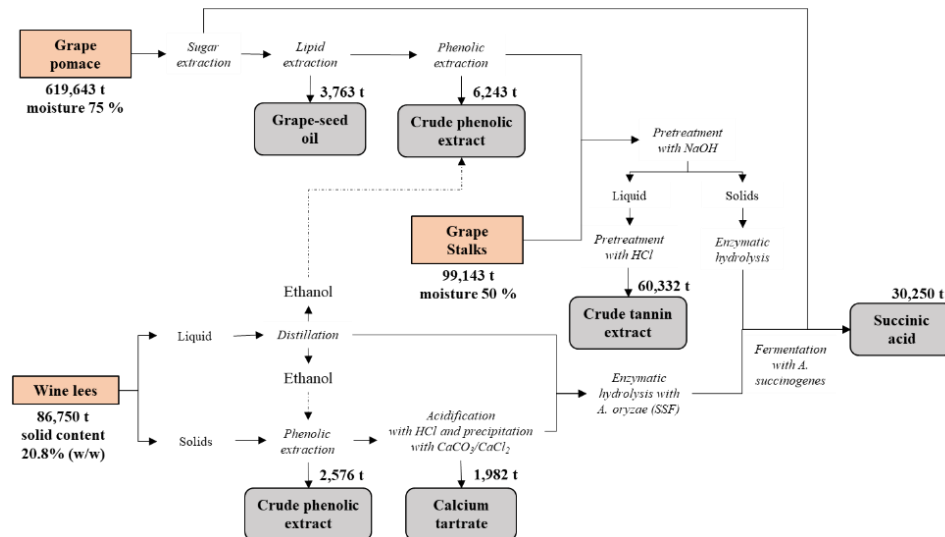 Grape
pomace
619,643 t
moisture 75 %
Sugar
extraction
Lipid
extraction
Phenolic
extraction
3,763 t
Grape-seed
oil
6,243 t
Crude phenolic
extract
Pretreatment
with NaOH
Liquid
Solids
Grape
Stalks
99,143 t
moisture 50 %
Pretreatment
with HCl
Enzymatic
hydrolysis
60,332 t
Crude tannin
extract
30,250 t
Succinic
acid
Fermentation
with A.
succinogenes
Ethanol
Liquid
Distillation
Ethanol
Wine lees
86,750 t
solid content
20.8% (w/w)
Solids
Phenolic
extraction
Acidification
with HCl and precipitation
with CaCO₃/CaCl₂
Enzymatic
hydrolysis with
A. oryzae (SSF)
2,576 t
Crude phenolic
extract
1,982 t
Calcium
tartrate